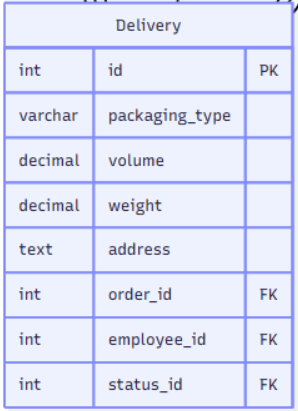 Delivery
int id PK
varchar packaging_type
decimal volume
decimal weight
text address
int order_id FK
int employee_id FK
int status_id FK